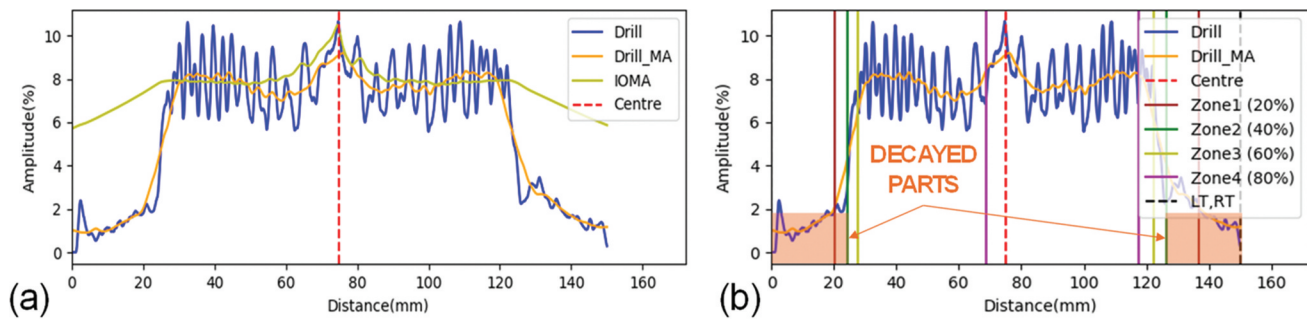 Amplitude(%)
10
8
6
4
2
0
0 20 40 60 80 100 120 140 160
Distance(mm)
Drill
Drill_MA
IOMA
Centre
(a)
Amplitude(%)
10
8
6
4
2
0
0 20 40 60 80 100 120 140 160
Distance(mm)
Drill
Drill_MA
Centre
Zone1 (20%)
Zone2 (40%)
Zone3 (60%)
Zone4 (80%)
LT,RT
DECAYED
PARTS
(b)